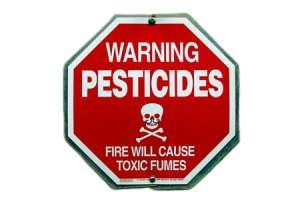 WARNING
PESTICIDES
FIRE WILL CAUSE
TOXIC FUMES